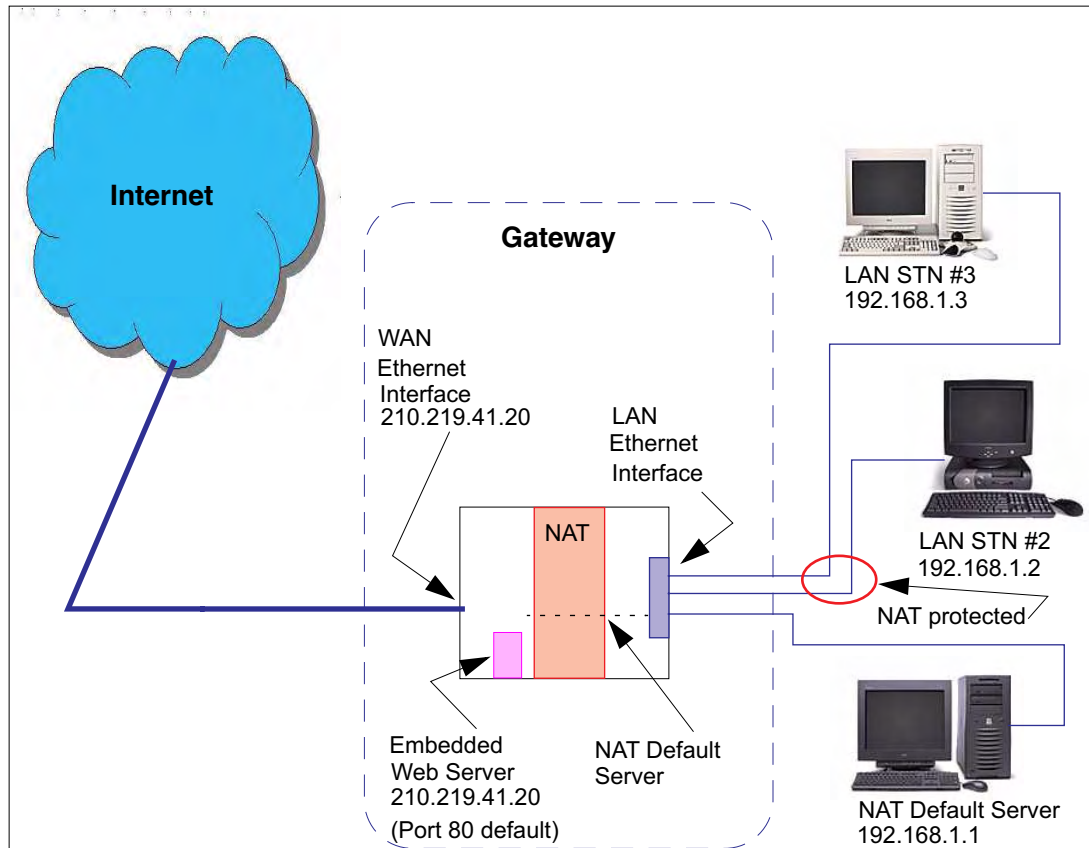 Internet
Gateway
WAN
Ethernet
Interface
210.219.41.20
LAN
Ethernet
Interface
NAT
Embedded
Web Server
210.219.41.20
(Port 80 default)
NAT Default
Server
LAN STN #3
192.168.1.3
LAN STN #2
192.168.1.2
NAT protected
NAT Default Server
192.168.1.1